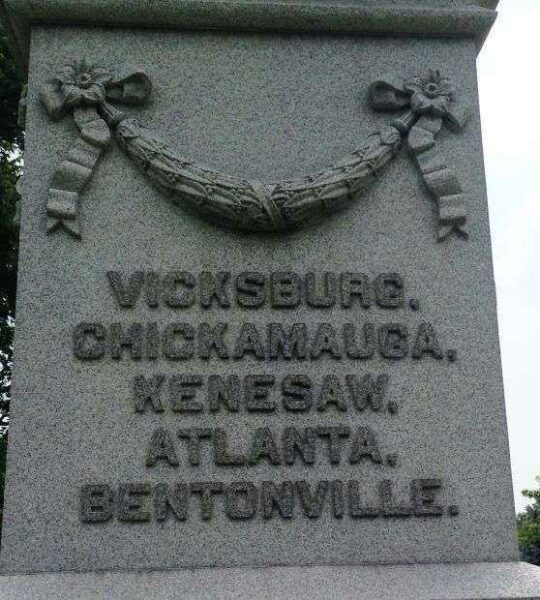 VICKSBURG,
CHICKAMAUGA,
KENESAW,
ATLANTA,
BENTONVILLE.